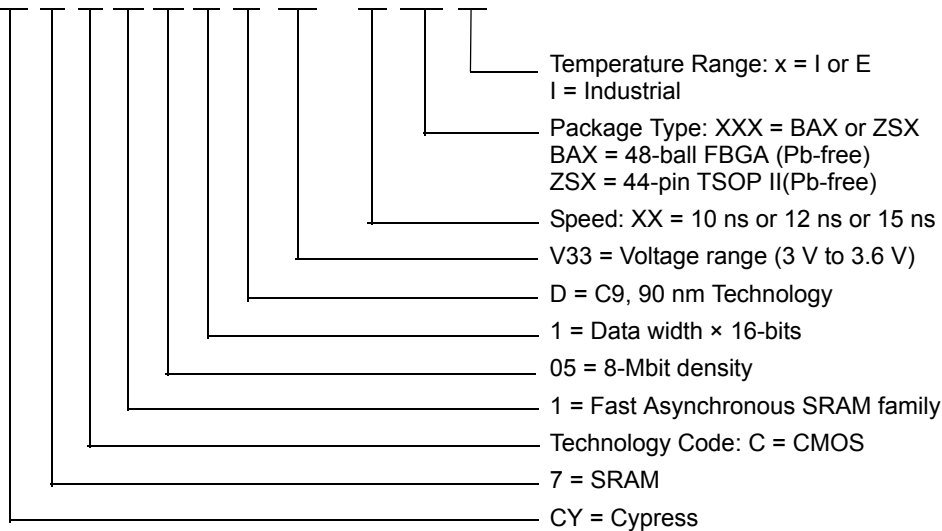 Temperature Range: x = I or E
I = Industrial
Package Type: XXX = BAX or ZSX
BAX = 48-ball FBGA (Pb-free)
ZSX = 44-pin TSOP II(Pb-free)
Speed: XX = 10 ns or 12 ns or 15 ns
V33 = Voltage range (3 V to 3.6 V)
D = C9, 90 nm Technology
1 = Data width × 16-bits
05 = 8-Mbit density
1 = Fast Asynchronous SRAM family
Technology Code: C = CMOS
7 = SRAM
CY = Cypress